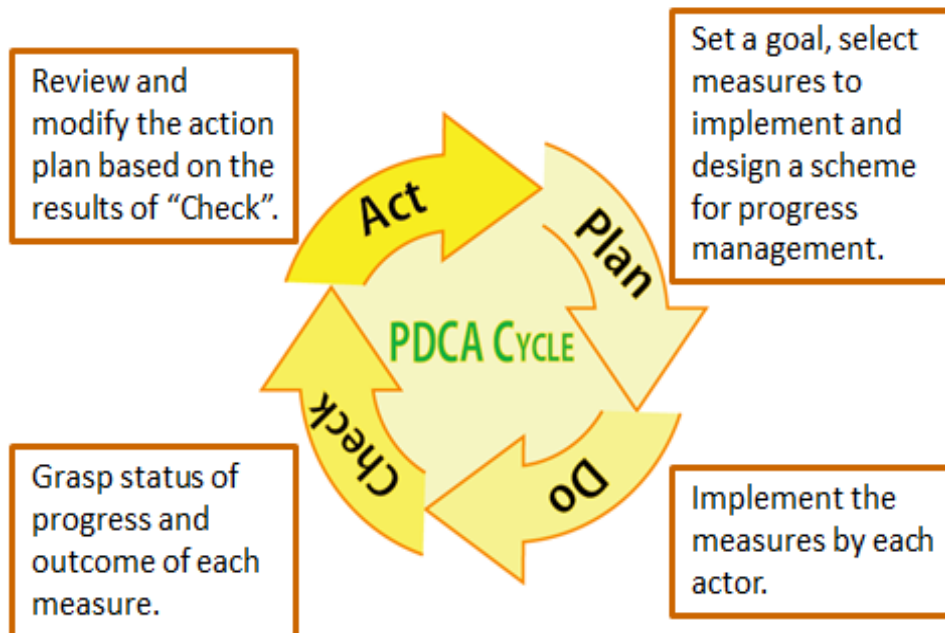 Review and
modify the action
plan based on the
results of “Check”.
Set a goal, select
measures to
implement and
design a scheme
for progress
management.
Act
Plan
PDCA CYCLE
Check
Do
Grasp status of
progress and
outcome of each
measure.
Implement the
measures by each
actor.